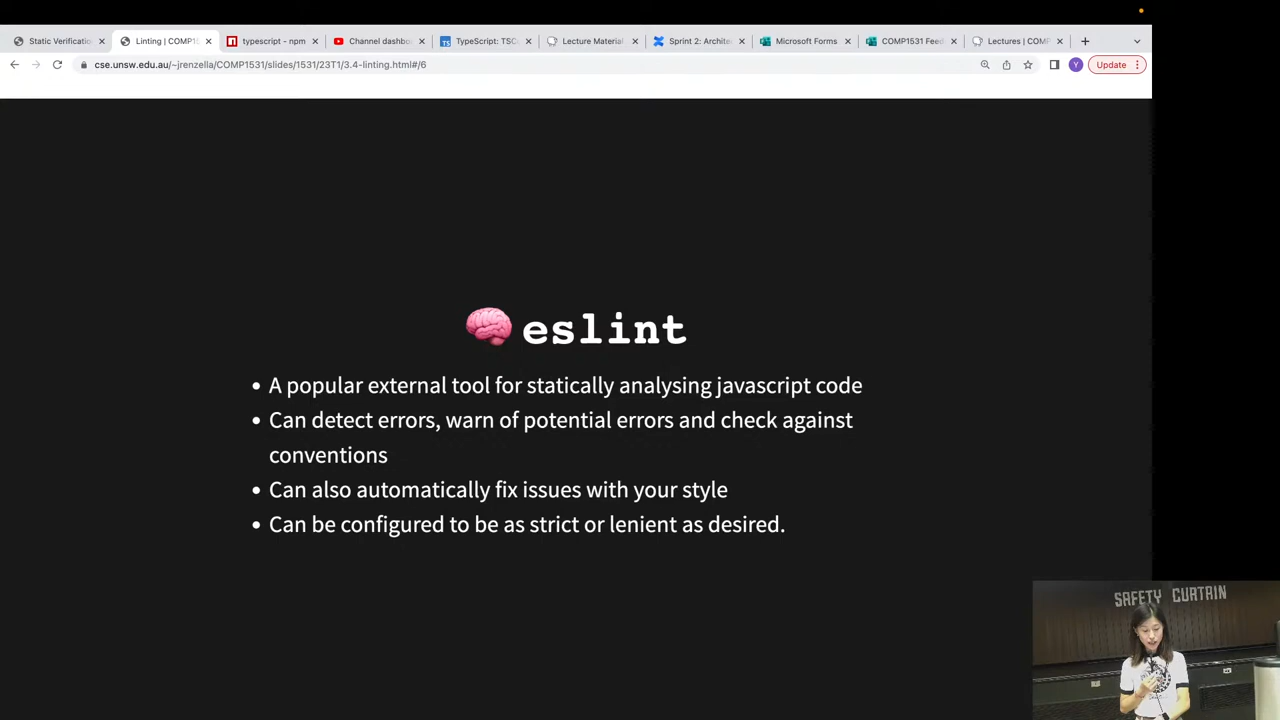 Static Verificatio
Linting | COMP15
typescript - npm
Channel dashbo
TypeScript: TSC
Lecture Material
Sprint 2: Archite
Microsoft Forms
COMP1531 Feed
Lectures | COMP
cse.unsw.edu.au/~jrenzella/COMP1531/slides/1531/23T1/3.4-linting.html#/6
Y
Update
eslint
• A popular external tool for statically analysing javascript code
• Can detect errors, warn of potential errors and check against
conventions
• Can also automatically fix issues with your style
• Can be configured to be as strict or lenient as desired.
SAFETY CURTAIN